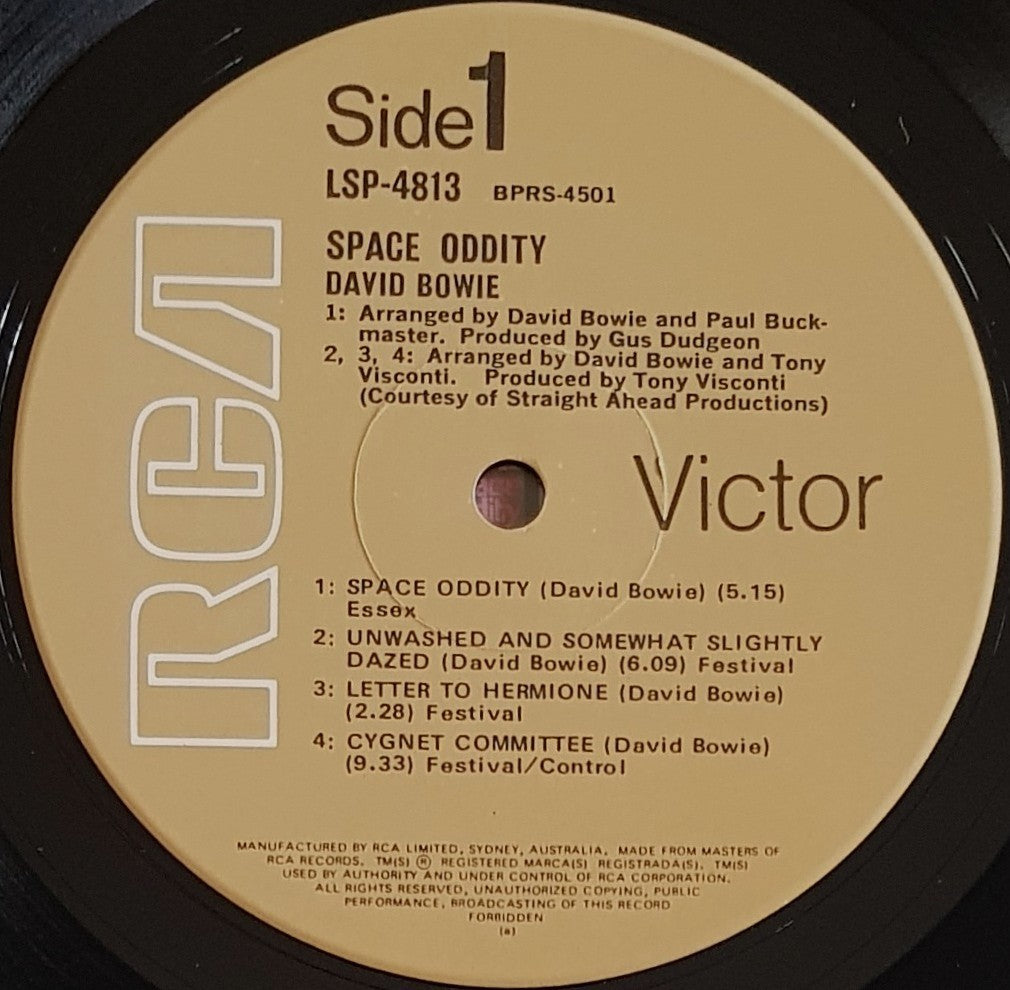 Side 1
LSP-4813 BPRS-4501
SPACE ODDITY
DAVID BOWIE
1: Arranged by David Bowie and Paul Buck-
master. Produced by Gus Dudgeon
2, 3, 4: Arranged by David Bowie and Tony
Visconti. Produced by Tony Visconti
(Courtesy of Straight Ahead Productions)
RCA
Victor
1: SPACE ODDITY (David Bowie) (5.15)
Essex
2: UNWASHED AND SOMEWHAT SLIGHTLY
DAZED (David Bowie) (6.09) Festival
3: LETTER TO HERMIONE (David Bowie)
(2.28) Festival
4: CYGNET COMMITTEE (David Bowie)
(9.33) Festival/Control
MANUFACTURED BY RCA LIMITED, SYDNEY, AUSTRALIA. MADE FROM MASTERS OF
RCA RECORDS. TM(S) ® REGISTERED MARCA(S) REGISTRADA(S). TM(S)
USED BY AUTHORITY AND UNDER CONTROL OF RCA CORPORATION.
ALL RIGHTS RESERVED, UNAUTHORIZED COPYING, PUBLIC
PERFORMANCE, BROADCASTING OF THIS RECORD
FORBIDDEN
(a)